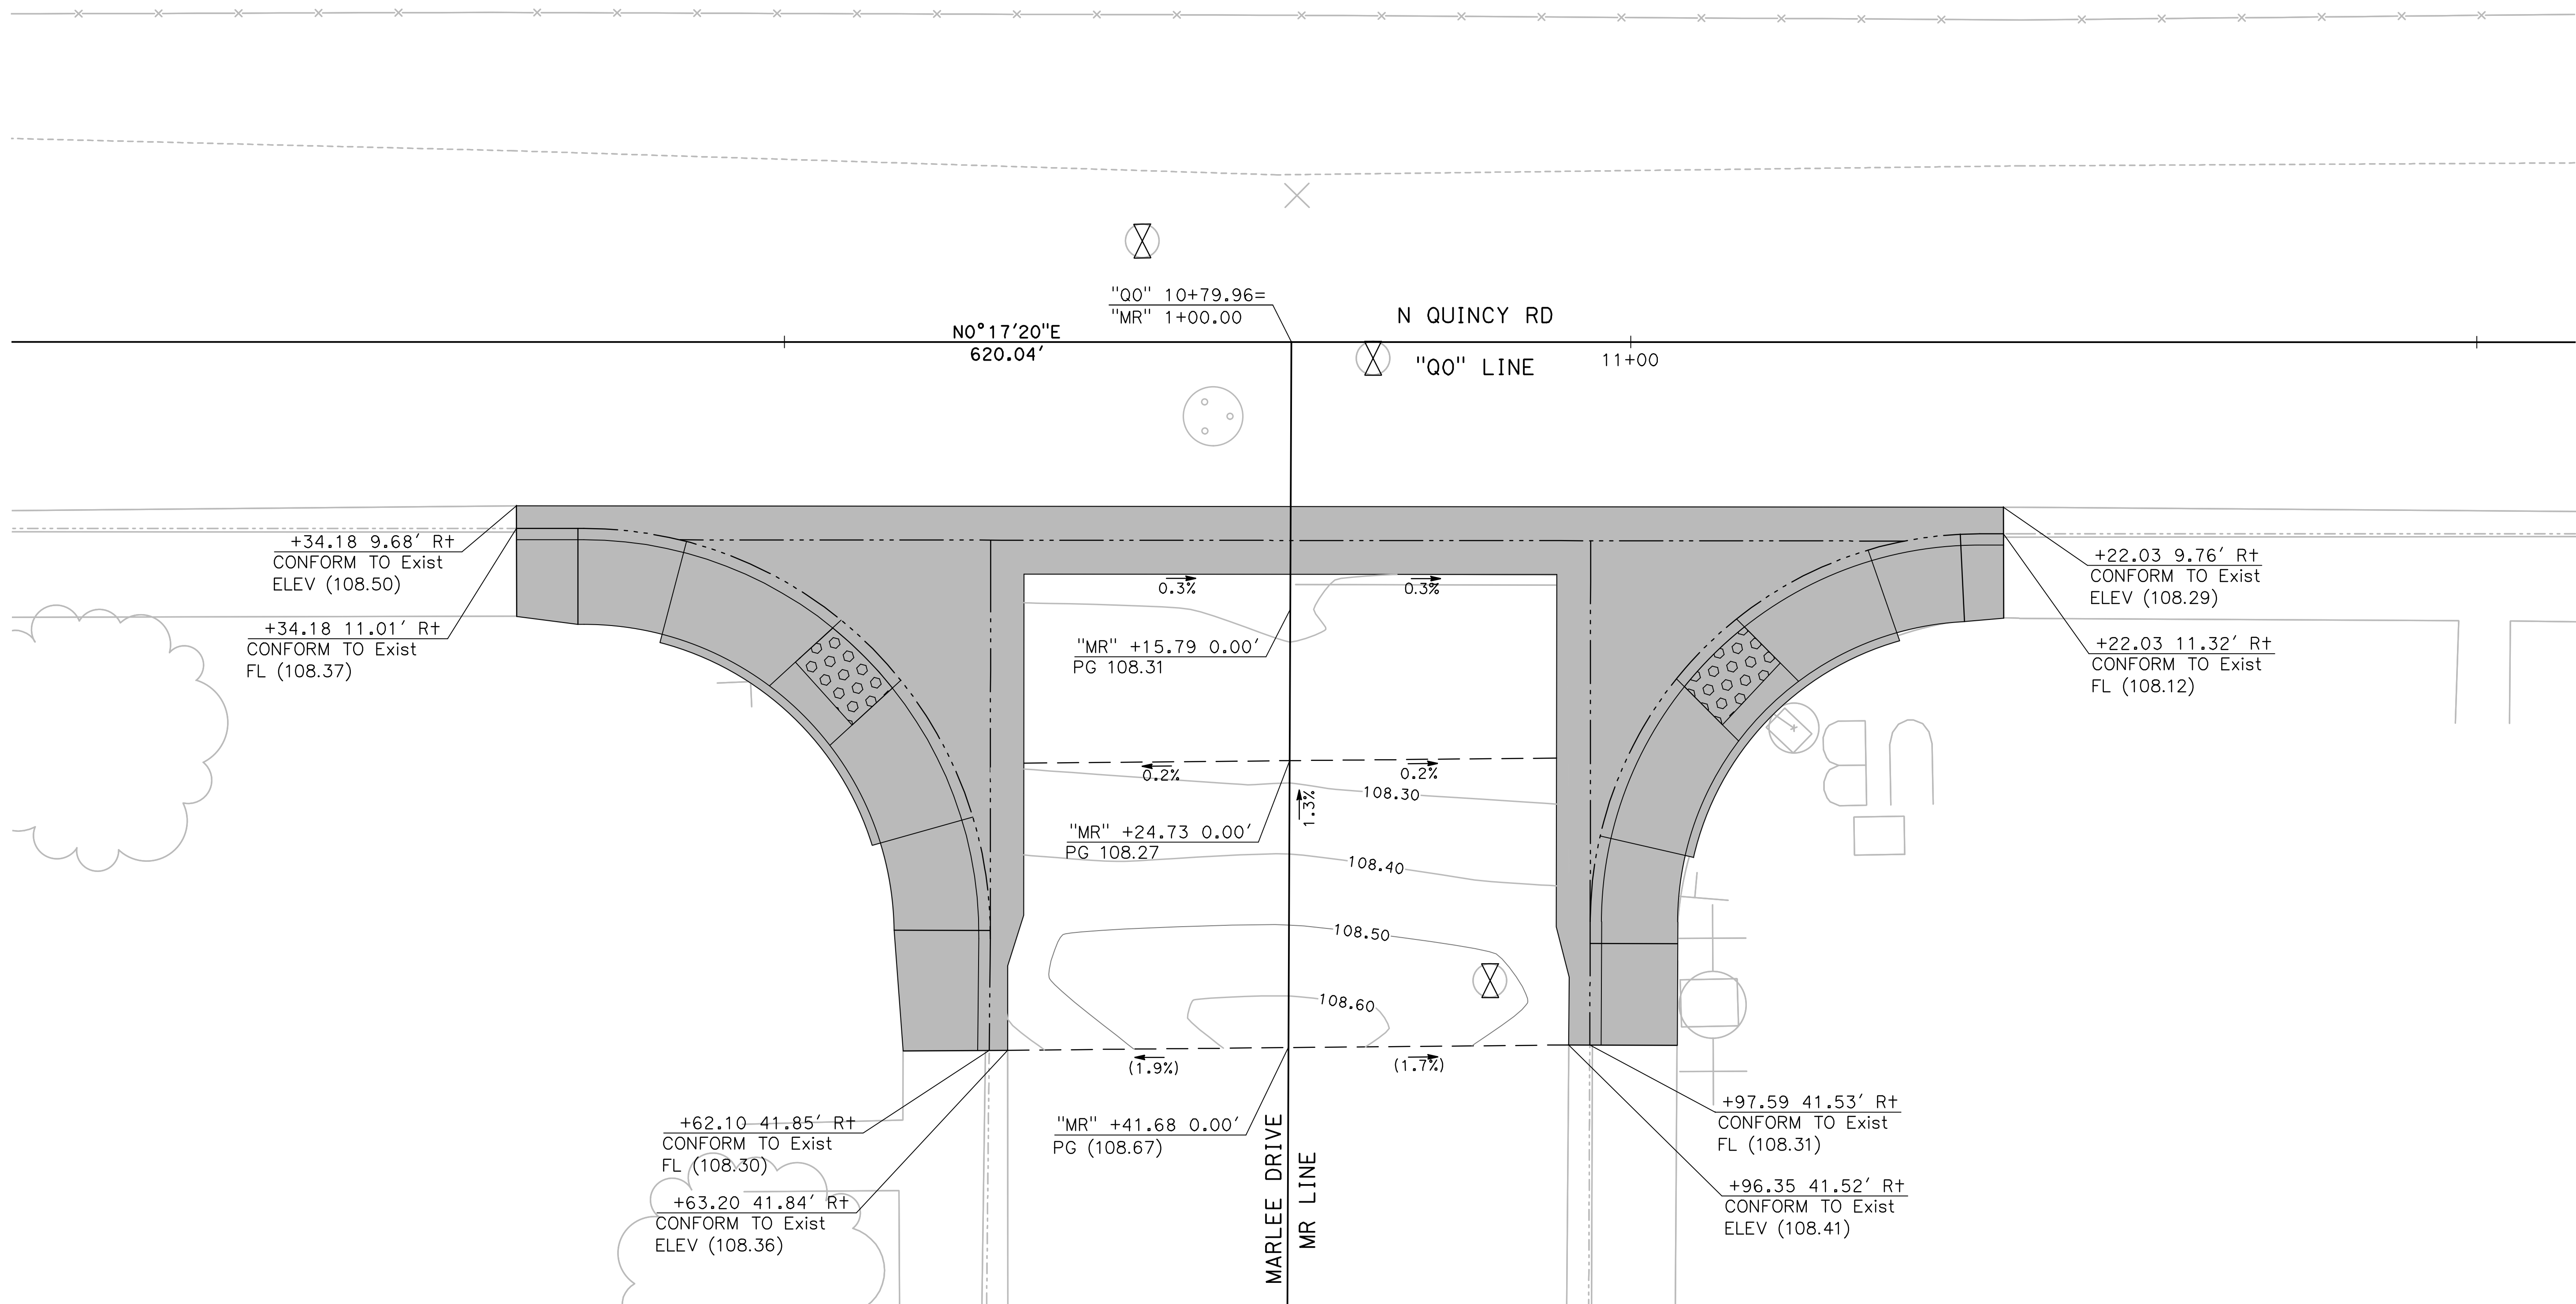 "QO" 10+79.96=
"MR" 1+00.00
N QUINCY RD
N0°17'20"E
620.04'
"QO" LINE
11+00
+34.18 9.68' Rt
CONFORM TO Exist
ELEV (108.50)
+34.18 11.01' Rt
CONFORM TO Exist
FL (108.37)
+22.03 9.76' Rt
CONFORM TO Exist
ELEV (108.29)
+22.03 11.32' Rt
CONFORM TO Exist
FL (108.12)
0.3%
0.3%
"MR" +15.79 0.00'
PG 108.31
0.2%
0.2%
108.30
1.3%
"MR" +24.73 0.00'
PG 108.27
108.40
108.50
108.60
(1.9%)
(1.7%)
"MR" +41.68 0.00'
PG (108.67)
MARLEE DRIVE
MR LINE
+62.10 41.85' Rt
CONFORM TO Exist
FL (108.30)
+63.20 41.84' Rt
CONFORM TO Exist
ELEV (108.36)
+97.59 41.53' Rt
CONFORM TO Exist
FL (108.31)
+96.35 41.52' Rt
CONFORM TO Exist
ELEV (108.41)